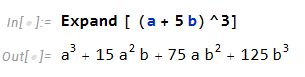 In[•]:= Expand [ (a + 5 b) ^3]
Out[•]= a³ + 15 a² b + 75 a b² + 125 b³